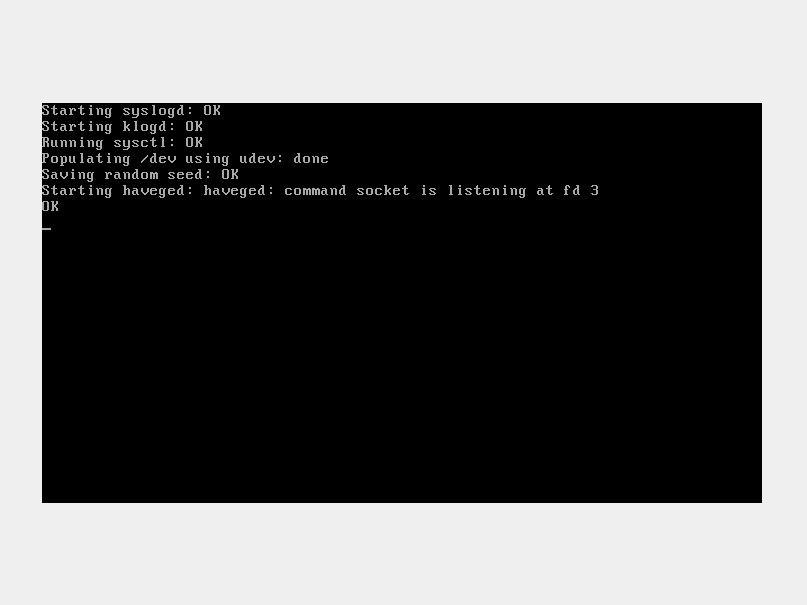 Starting syslogd: OK
Starting klogd: OK
Running sysctl: OK
Populating /dev using udev: done
Saving random seed: OK
Starting haveged: haveged: command socket is listening at fd 3
OK